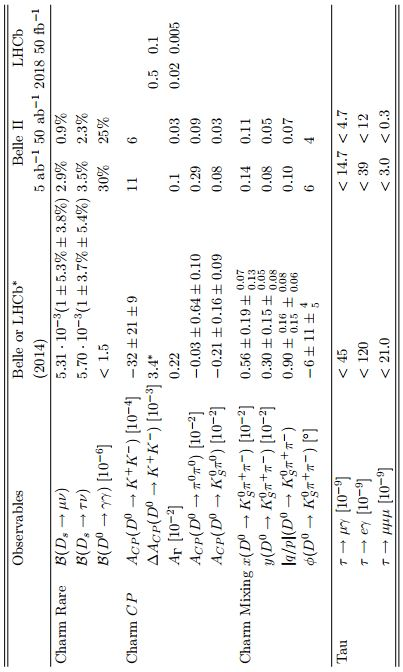 Observables Belle or LHCb* Belle II LHCb
(2014) 5 ab⁻¹ 50 ab⁻¹ 2018 50 fb⁻¹
Charm Rare B(Dₛ → μν) 5.31 · 10⁻³(1 ± 5.3% ± 3.8%) 2.9% 0.9%
B(Dₛ → τν) 5.70 · 10⁻³(1 ± 3.7% ± 5.4%) 3.5% 2.3%
B(D⁰ → γγ) [10⁻⁶] < 1.5 30% 25%
Charm CP A_CP(D⁰ → K⁺K⁻) [10⁻⁴] −32 ± 21 ± 9 11 6
ΔA_CP(D⁰ → K⁺K⁻) [10⁻³] 3.4* 0.5 0.1
A_Γ [10⁻²] 0.22 0.1 0.03 0.02 0.005
A_CP(D⁰ → π⁰π⁰) [10⁻²] −0.03 ± 0.64 ± 0.10 0.29 0.09
A_CP(D⁰ → K_S⁰π⁰) [10⁻²] −0.21 ± 0.16 ± 0.09 0.08 0.03
Charm Mixing x(D⁰ → K_S⁰π⁺π⁻) [10⁻²] 0.56 ± 0.19 ± 0.07 0.13 0.14 0.11
y(D⁰ → K_S⁰π⁺π⁻) [10⁻²] 0.30 ± 0.15 ± 0.05 0.08 0.08 0.05
|q/p|(D⁰ → K_S⁰π⁺π⁻) 0.90 ± 0.16 0.15 ± 0.08 0.06 0.10 0.07
φ(D⁰ → K_S⁰π⁺π⁻) [°] −6 ± 11 ± 4 5 6 4
Tau τ → μγ [10⁻⁹] < 45 < 14.7 < 4.7
τ → eγ [10⁻⁹] < 120 < 39 < 12
τ → μμμ [10⁻⁹] < 21.0 < 3.0 < 0.3